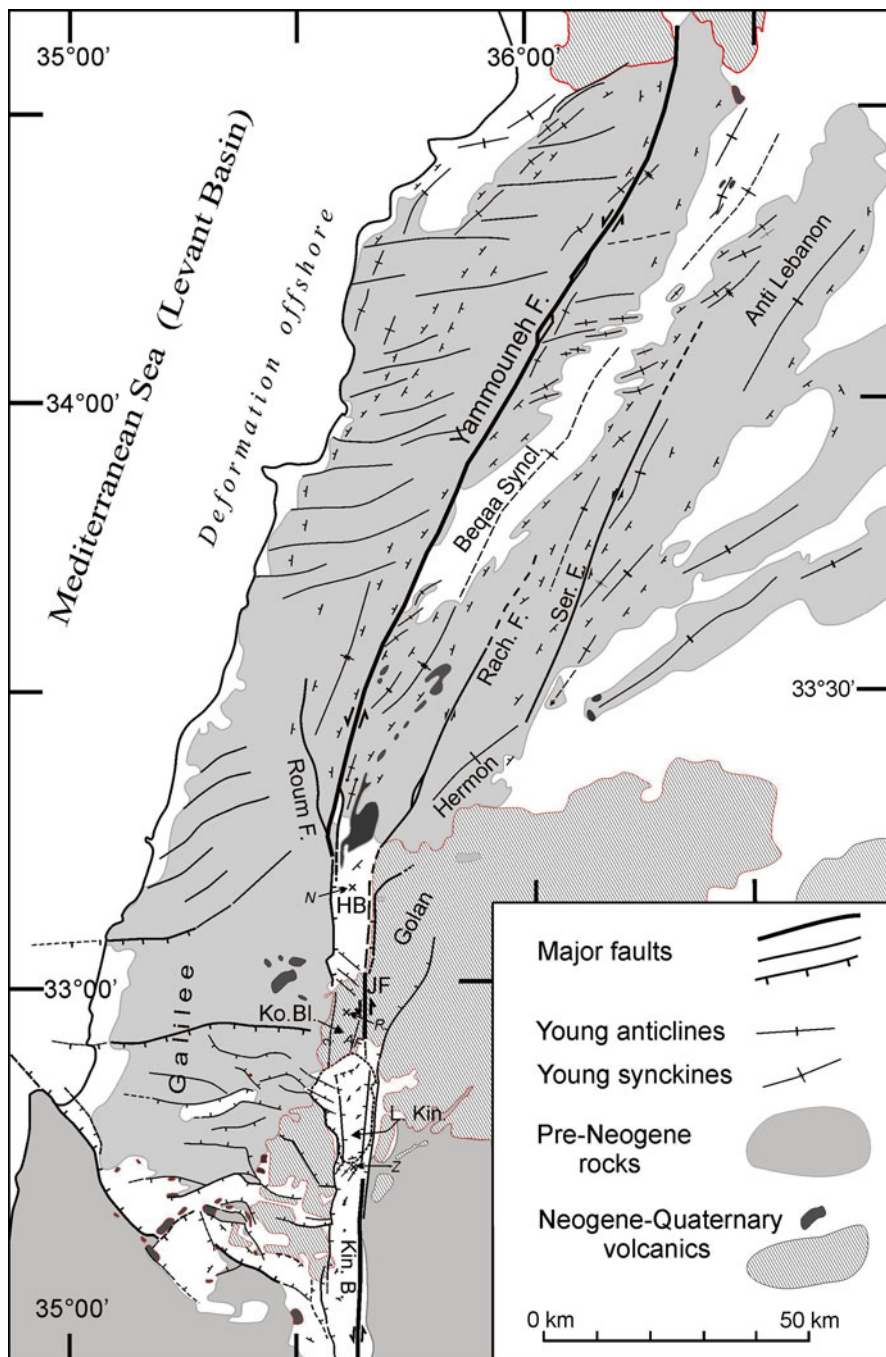 35°00'
36°00'
Mediterranean Sea (Levant Basin)
Deformation offshore
Yammouneh F.
Anti Lebanon
34°00'
Beqaa Syncl.
Ser. F.
Rach. F.
33°30'
Roum F.
Hermon
N
HB
Golan
33°00'
JF
Ko.Bl.
R
Galilee
L. Kin.
Z
Kin. B.
35°00'
Major faults
Young anticlines
Young synckines
Pre-Neogene
rocks
Neogene-Quaternary
volcanics
0 km
50 km